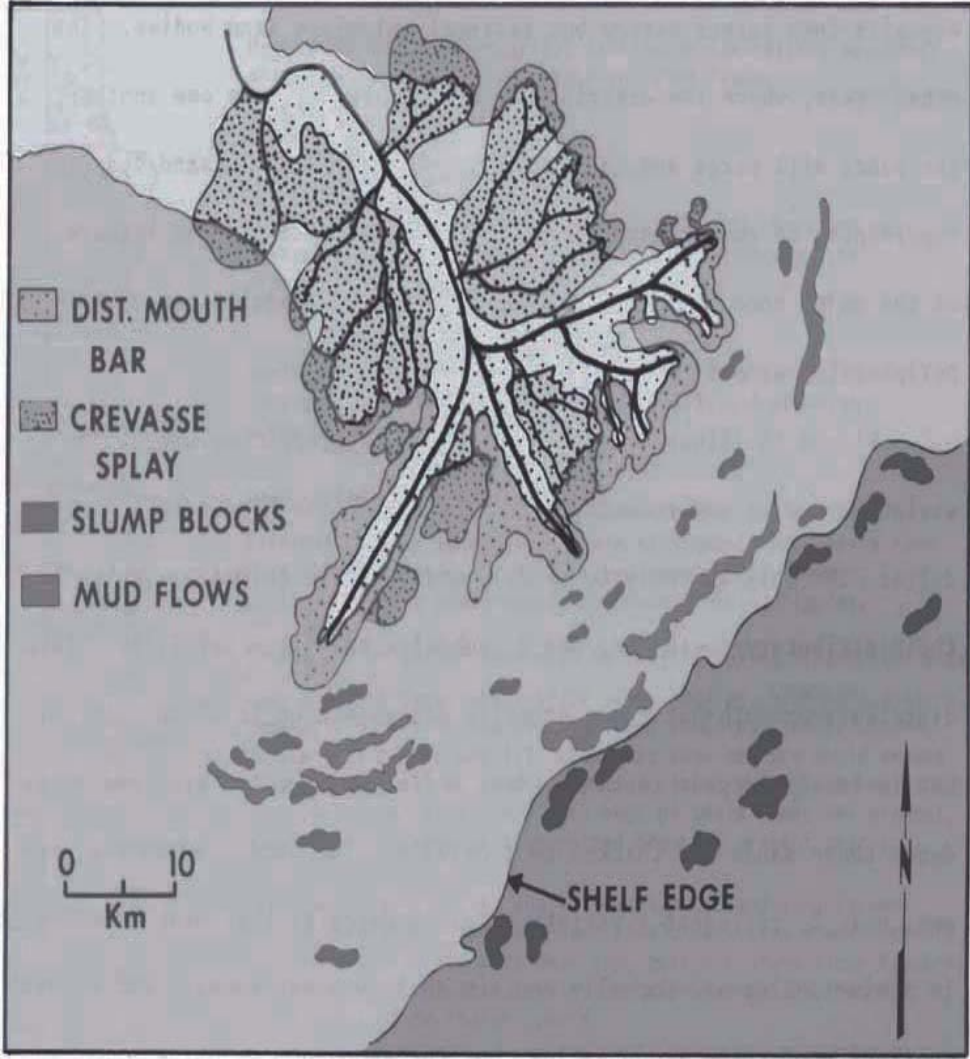 DIST. MOUTH
BAR
CREVASSE
SPLAY
SLUMP BLOCKS
MUD FLOWS
0 10
Km
SHELF EDGE
N